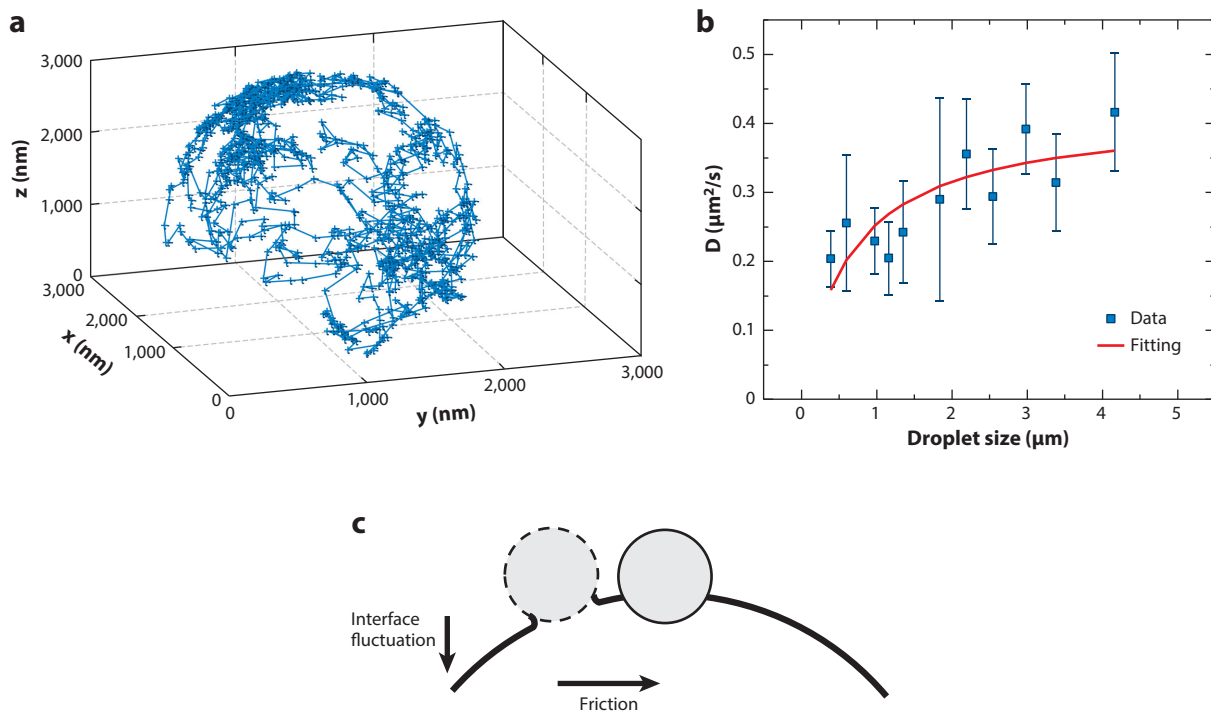 a
3,000
2,000
z (nm)
1,000
0
3,000
2,000
x (nm)
1,000
0
1,000
y (nm)
2,000
3,000
b
0.5
0.4
D (μm²/s)
0.3
0.2
0.1
0
Data
Fitting
0 1 2 3 4 5
Droplet size (μm)
c
Interface
fluctuation
Friction